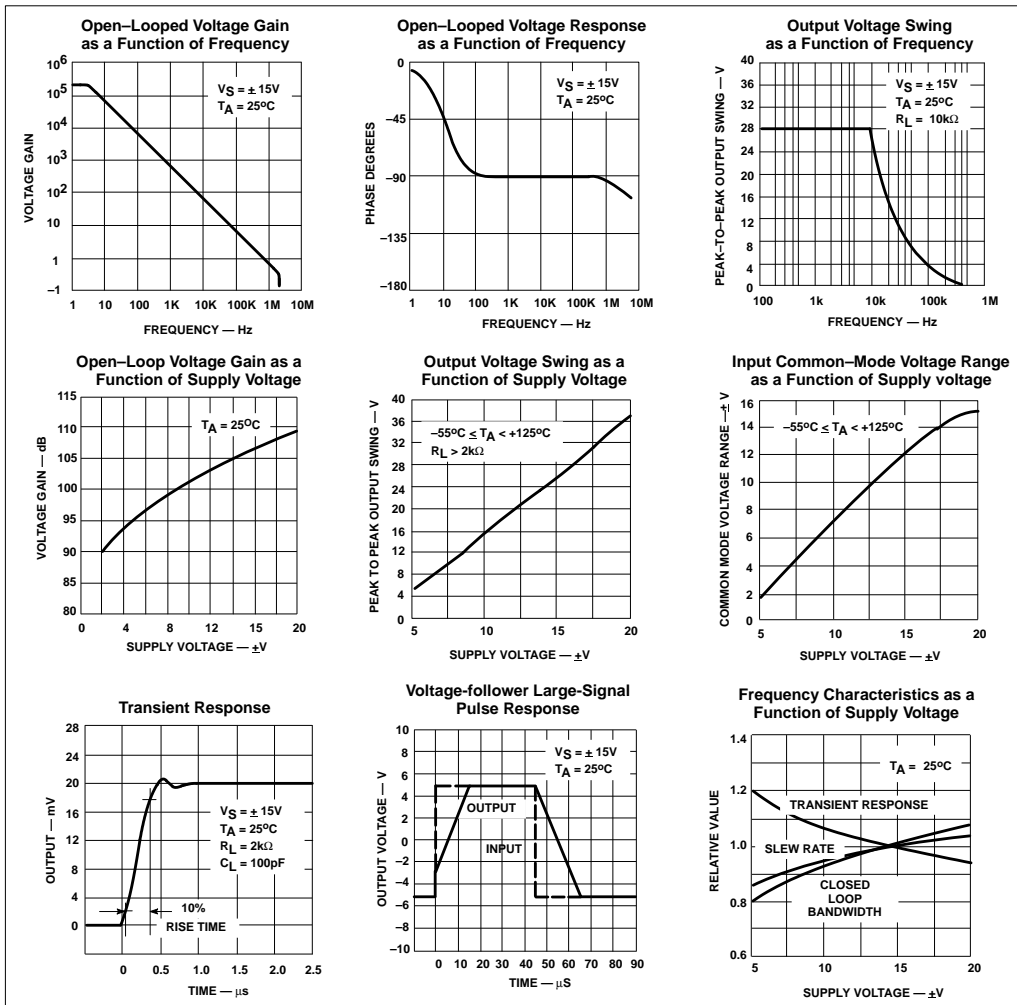 Open–Looped Voltage Gain
as a Function of Frequency
10⁶
10⁵
10⁴
10³
10²
10¹
1
–1
VOLTAGE GAIN
VS = ± 15V
TA = 25ºC
1 10 100 1K 10K 100K 1M 10M
FREQUENCY — Hz
Open–Looped Voltage Response
as a Function of Frequency
0
–45
–90
–135
–180
PHASE DEGREES
VS = ± 15V
TA = 25ºC
1 10 100 1K 10K 100K 1M 10M
FREQUENCY — Hz
Output Voltage Swing
as a Function of Frequency
40
36
32
28
24
20
16
12
8
4
0
PEAK–TO–PEAK OUTPUT SWING — V
VS = ± 15V
TA = 25ºC
RL = 10kΩ
100 1k 10k 100k 1M
FREQUENCY — Hz
Open–Loop Voltage Gain as a
Function of Supply Voltage
115
110
105
100
95
90
85
80
VOLTAGE GAIN — dB
TA = 25ºC
0 4 8 12 16 20
SUPPLY VOLTAGE — ±V
Output Voltage Swing as a
Function of Supply Voltage
40
36
32
28
24
20
16
12
8
4
0
PEAK TO PEAK OUTPUT SWING — V
–55ºC ≤ TA < +125ºC
RL > 2kΩ
5 10 15 20
SUPPLY VOLTAGE — ±V
Input Common–Mode Voltage Range
as a Function of Supply voltage
16
14
12
10
8
6
4
2
0
COMMON MODE VOLTAGE RANGE — ± V
–55ºC ≤ TA < +125ºC
5 10 15 20
SUPPLY VOLTAGE — ±V
Transient Response
28
24
20
16
12
8
4
0
OUTPUT — mV
VS = ± 15V
TA = 25ºC
RL = 2kΩ
CL = 100pF
10%
RISE TIME
0 0.5 1.0 1.5 2.0 2.5
TIME — µs
Voltage-follower Large-Signal
Pulse Response
10
8
6
4
2
0
–2
–4
–6
–8
–10
OUTPUT VOLTAGE — V
VS = ± 15V
TA = 25ºC
OUTPUT
INPUT
0 10 20 30 40 50 60 70 80 90
TIME — µS
Frequency Characteristics as a
Function of Supply Voltage
1.4
1.2
1.0
0.8
0.6
RELATIVE VALUE
TA = 25ºC
TRANSIENT RESPONSE
SLEW RATE
CLOSED
LOOP
BANDWIDTH
5 10 15 20
SUPPLY VOLTAGE — ±V